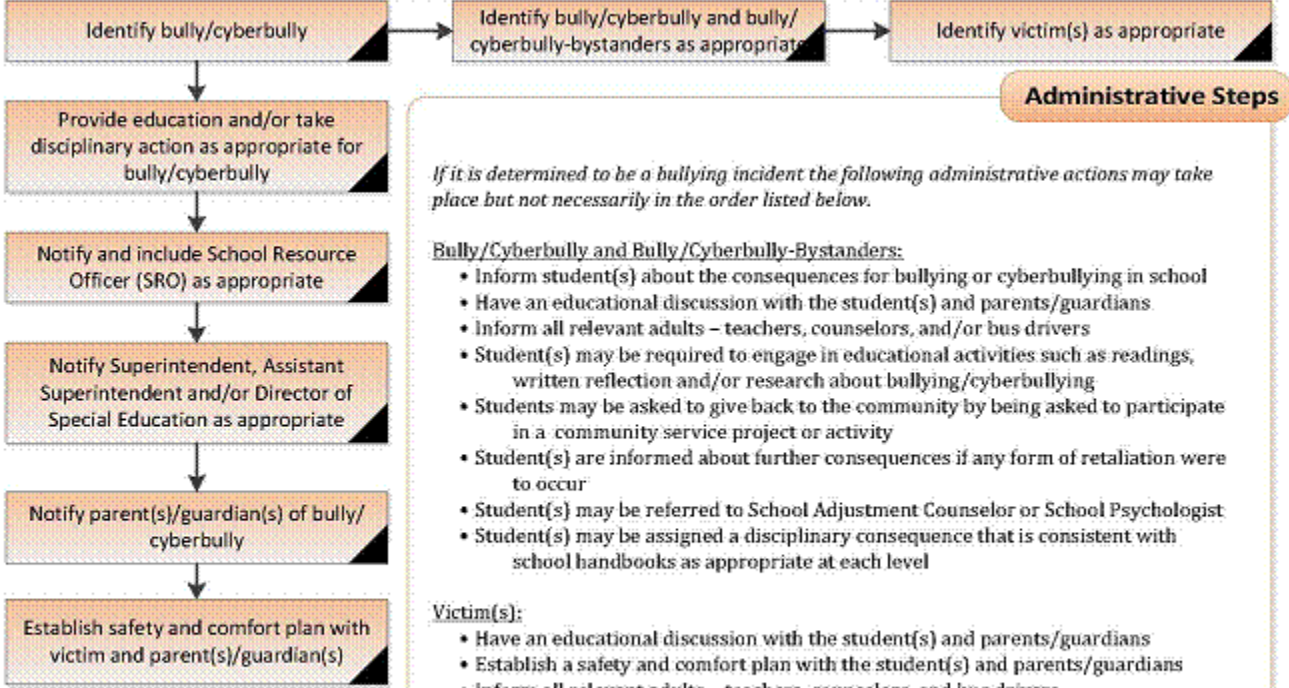 Identify bully/cyberbully
Identify bully/cyberbully and bully/
cyberbully-bystanders as appropriate
Identify victim(s) as appropriate
Provide education and/or take
disciplinary action as appropriate for
bully/cyberbully
Notify and include School Resource
Officer (SRO) as appropriate
Notify Superintendent, Assistant
Superintendent and/or Director of
Special Education as appropriate
Notify parent(s)/guardian(s) of bully/
cyberbully
Establish safety and comfort plan with
victim and parent(s)/guardian(s)
Administrative Steps
If it is determined to be a bullying incident the following administrative actions may take
place but not necessarily in the order listed below.
Bully/Cyberbully and Bully/Cyberbully-Bystanders:
• Inform student(s) about the consequences for bullying or cyberbullying in school
• Have an educational discussion with the student(s) and parents/guardians
• Inform all relevant adults – teachers, counselors, and/or bus drivers
• Student(s) may be required to engage in educational activities such as readings,
written reflection and/or research about bullying/cyberbullying
• Students may be asked to give back to the community by being asked to participate
in a community service project or activity
• Student(s) are informed about further consequences if any form of retaliation were
to occur
• Student(s) may be referred to School Adjustment Counselor or School Psychologist
• Student(s) may be assigned a disciplinary consequence that is consistent with
school handbooks as appropriate at each level
Victim(s):
• Have an educational discussion with the student(s) and parents/guardians
• Establish a safety and comfort plan with the student(s) and parents/guardians